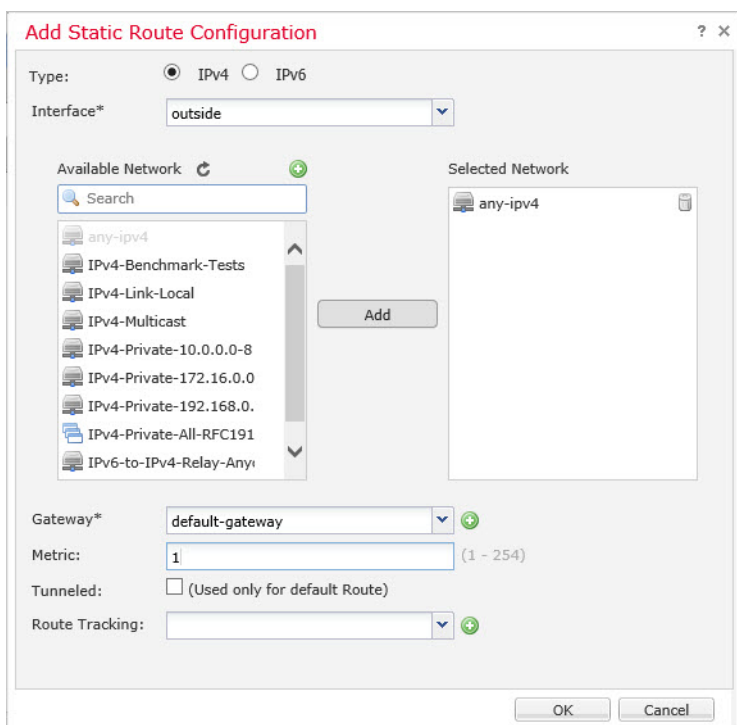 Add Static Route Configuration ? ×
Type: IPv4 IPv6
Interface* outside
Available Network Selected Network
Search
any-ipv4
any-ipv4
IPv4-Benchmark-Tests
IPv4-Link-Local
IPv4-Multicast
Add
IPv4-Private-10.0.0.0-8
IPv4-Private-172.16.0.0
IPv4-Private-192.168.0.
IPv4-Private-All-RFC191
IPv6-to-IPv4-Relay-Any
Gateway* default-gateway
Metric: 1 (1 - 254)
Tunneled: (Used only for default Route)
Route Tracking:
OK Cancel